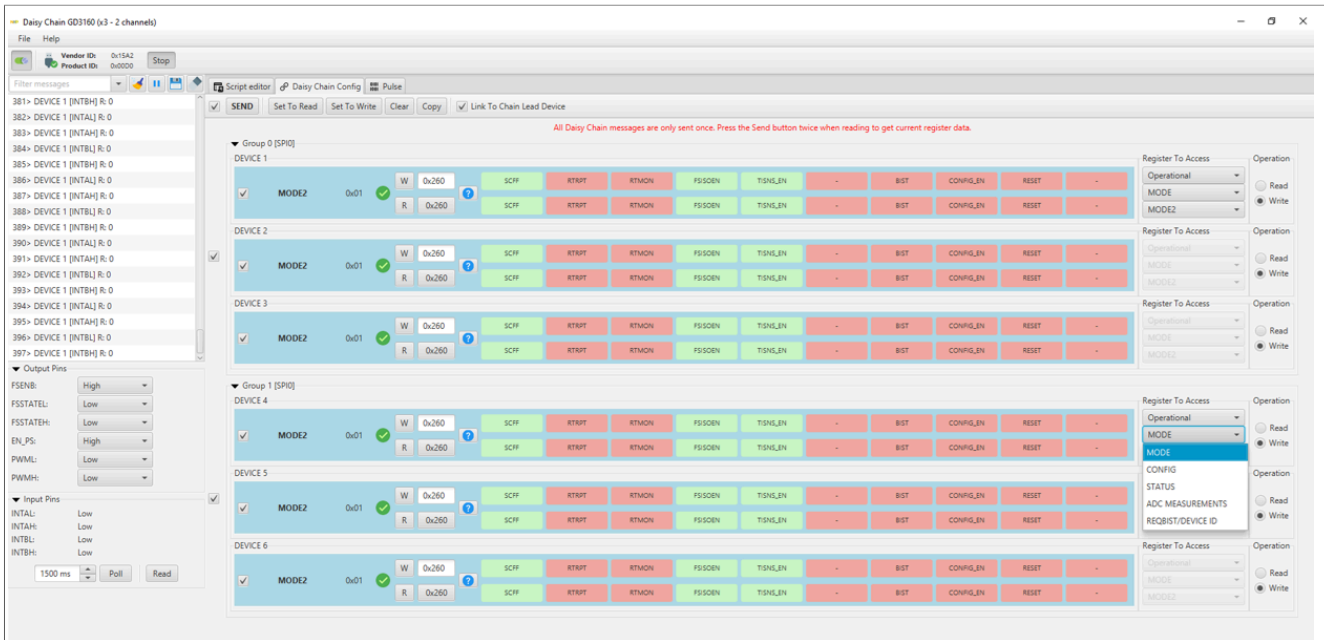 Daisy Chain GD3160 (x3 - 2 channels)
File Help
Vendor ID: 0x15A2
Product ID: 0x00D0
Stop
Filter messages
Script editor Daisy Chain Config Pulse
SEND Set To Read Set To Write Clear Copy Link To Chain Lead Device
All Daisy Chain messages are only sent once. Press the Send button twice when reading to get current register data.
381> DEVICE 1 [INTBH] R: 0
382> DEVICE 1 [INTAL] R: 0
383> DEVICE 1 [INTAH] R: 0
384> DEVICE 1 [INTBL] R: 0
385> DEVICE 1 [INTBH] R: 0
386> DEVICE 1 [INTAL] R: 0
387> DEVICE 1 [INTAH] R: 0
388> DEVICE 1 [INTBL] R: 0
389> DEVICE 1 [INTBH] R: 0
390> DEVICE 1 [INTAL] R: 0
391> DEVICE 1 [INTAH] R: 0
392> DEVICE 1 [INTBL] R: 0
393> DEVICE 1 [INTBH] R: 0
394> DEVICE 1 [INTAL] R: 0
395> DEVICE 1 [INTAH] R: 0
396> DEVICE 1 [INTBL] R: 0
397> DEVICE 1 [INTBH] R: 0
Output Pins
FSENB: High
FSSTATEL: Low
FSSTATEH: Low
EN_PS: High
PWML: Low
PWMH: Low
Input Pins
INTAL: Low
INTAH: Low
INTBL: Low
INTBH: Low
1500 ms Poll Read
Group 0 [SPI0]
DEVICE 1 Register To Access Operation
MODE2 0x01
W 0x260 SCFF RTRPT RTMON FSISOEN TISNS_EN - BIST CONFIG_EN RESET -
R 0x260 SCFF RTRPT RTMON FSISOEN TISNS_EN - BIST CONFIG_EN RESET -
Operational
MODE
MODE2
Read
Write
DEVICE 2 Register To Access Operation
MODE2 0x01
W 0x260 SCFF RTRPT RTMON FSISOEN TISNS_EN - BIST CONFIG_EN RESET -
R 0x260 SCFF RTRPT RTMON FSISOEN TISNS_EN - BIST CONFIG_EN RESET -
Operational
MODE
MODE2
Read
Write
DEVICE 3 Register To Access Operation
MODE2 0x01
W 0x260 SCFF RTRPT RTMON FSISOEN TISNS_EN - BIST CONFIG_EN RESET -
R 0x260 SCFF RTRPT RTMON FSISOEN TISNS_EN - BIST CONFIG_EN RESET -
Operational
MODE
MODE2
Read
Write
Group 1 [SPI0]
DEVICE 4 Register To Access Operation
MODE2 0x01
W 0x260 SCFF RTRPT RTMON FSISOEN TISNS_EN - BIST CONFIG_EN RESET -
R 0x260 SCFF RTRPT RTMON FSISOEN TISNS_EN - BIST CONFIG_EN RESET -
Operational
MODE
MODE
CONFIG
STATUS
ADC MEASUREMENTS
REQBIST/DEVICE ID
Read
Write
DEVICE 5 Operation
MODE2 0x01
W 0x260 SCFF RTRPT RTMON FSISOEN TISNS_EN - BIST CONFIG_EN RESET -
R 0x260 SCFF RTRPT RTMON FSISOEN TISNS_EN - BIST CONFIG_EN RESET -
Read
Write
DEVICE 6 Register To Access Operation
MODE2 0x01
W 0x260 SCFF RTRPT RTMON FSISOEN TISNS_EN - BIST CONFIG_EN RESET -
R 0x260 SCFF RTRPT RTMON FSISOEN TISNS_EN - BIST CONFIG_EN RESET -
Operational
MODE
MODE2
Read
Write